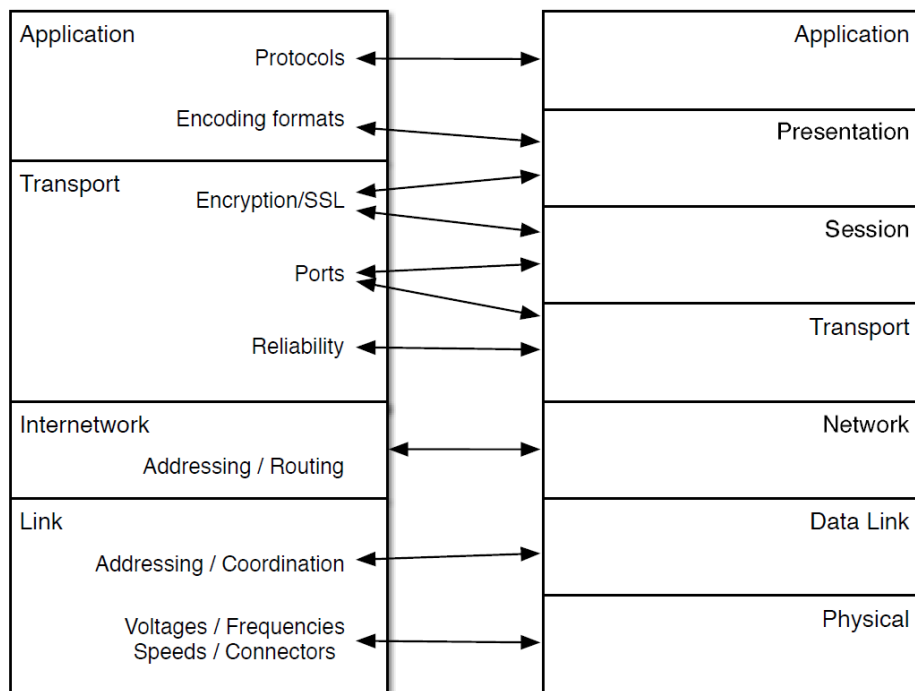 Application
Protocols
Encoding formats
Transport
Encryption/SSL
Ports
Reliability
Internetwork
Addressing / Routing
Link
Addressing / Coordination
Voltages / Frequencies
Speeds / Connectors
Application
Presentation
Session
Transport
Network
Data Link
Physical